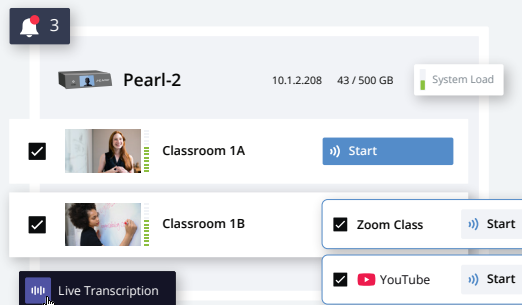 3
Pearl-2 10.1.2.208 43 / 500 GB System Load
Classroom 1A Start
Classroom 1B
Zoom Class Start
YouTube Start
Live Transcription